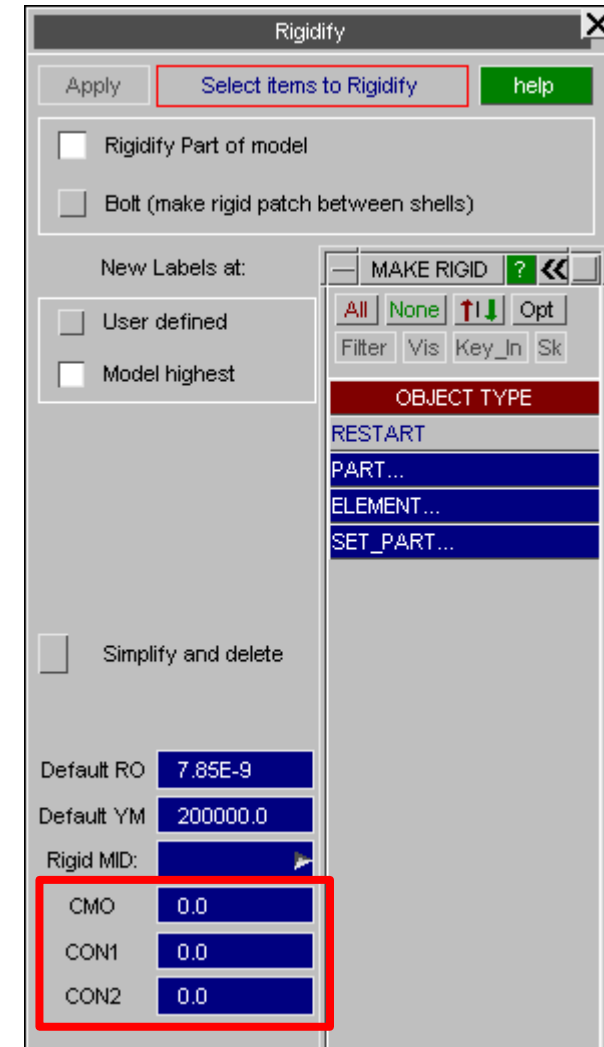 Rigidify X
Apply Select items to Rigidify help
Rigidify Part of model
Bolt (make rigid patch between shells)
New Labels at:
User defined
Model highest
MAKE RIGID ?
All None Opt
Filter Vis Key_In Sk
OBJECT TYPE
RESTART
PART...
ELEMENT...
SET_PART...
Simplify and delete
Default RO 7.85E-9
Default YM 200000.0
Rigid MID:
CMO 0.0
CON1 0.0
CON2 0.0